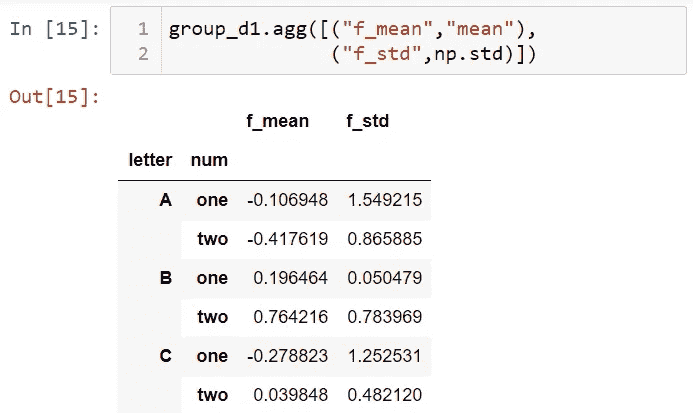 In [15]: 1 group_d1.agg([("f_mean","mean"),
2 ("f_std",np.std)])
Out[15]:
f_mean f_std
letter num
A one -0.106948 1.549215
two -0.417619 0.865885
B one 0.196464 0.050479
two 0.764216 0.783969
C one -0.278823 1.252531
two 0.039848 0.482120